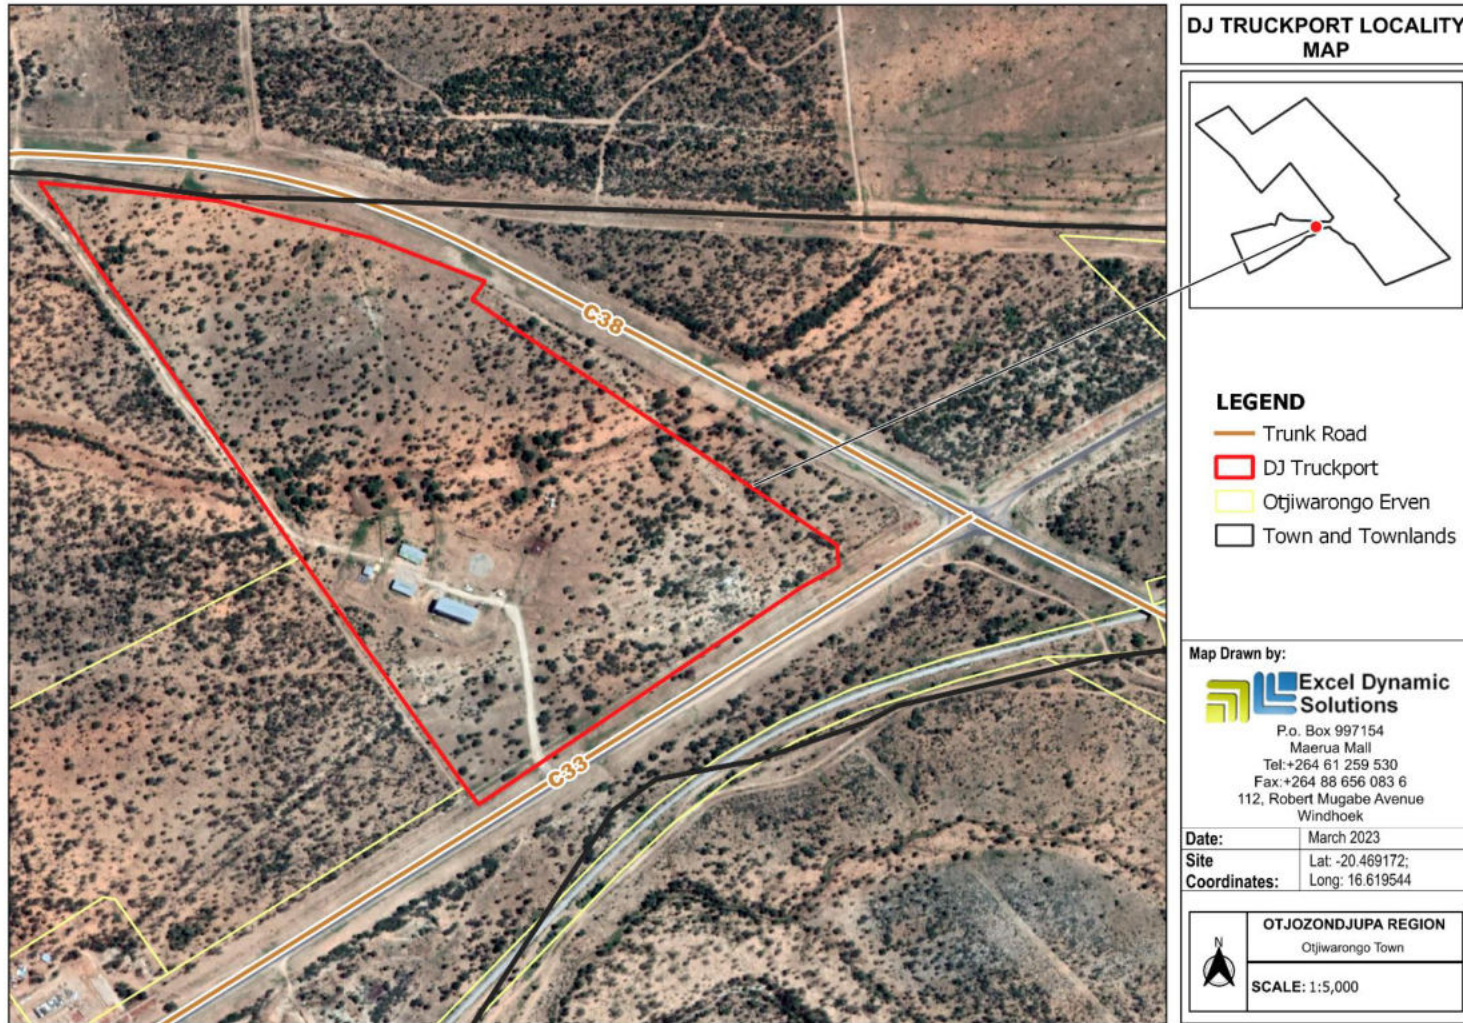 DJ TRUCKPORT LOCALITY
MAP
C38
C33
LEGEND
Trunk Road
DJ Truckport
Otjiwarongo Erven
Town and Townlands
Map Drawn by:
Excel Dynamic
Solutions
P.o. Box 997154
Maerua Mall
Tel:+264 61 259 530
Fax:+264 88 656 083 6
112, Robert Mugabe Avenue
Windhoek
Date: March 2023
Site Coordinates: Lat: -20.469172;
Long: 16.619544
N
OTJOZONDJUPA REGION
Otjiwarongo Town
SCALE: 1:5,000